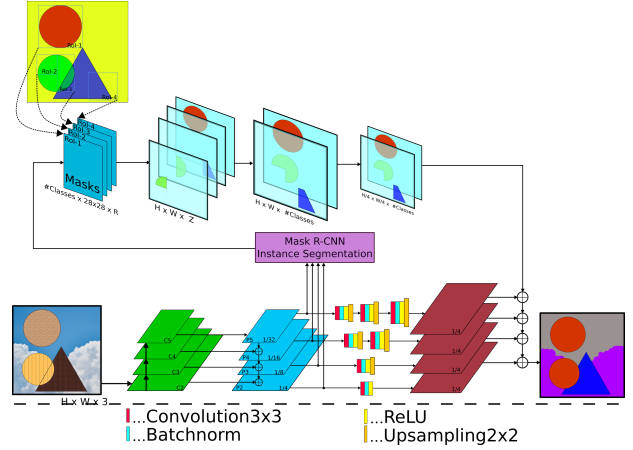 RoI-1
RoI-2
RoI-3
RoI-4
RoI-4
RoI-3
RoI-2
RoI-1
Masks
#Classes x 28x28 x R
H x W x Z
H x W x #Classes
H/4 x W/4 x #Classes
Mask R-CNN
Instance Segmentation
C5
C4
C3
C2
P5 1/32
P4 1/16
P3 1/8
P2 1/4
1/4
1/4
1/4
1/4
H x W x 3
...Convolution3x3
...ReLU
...Batchnorm
...Upsampling2x2